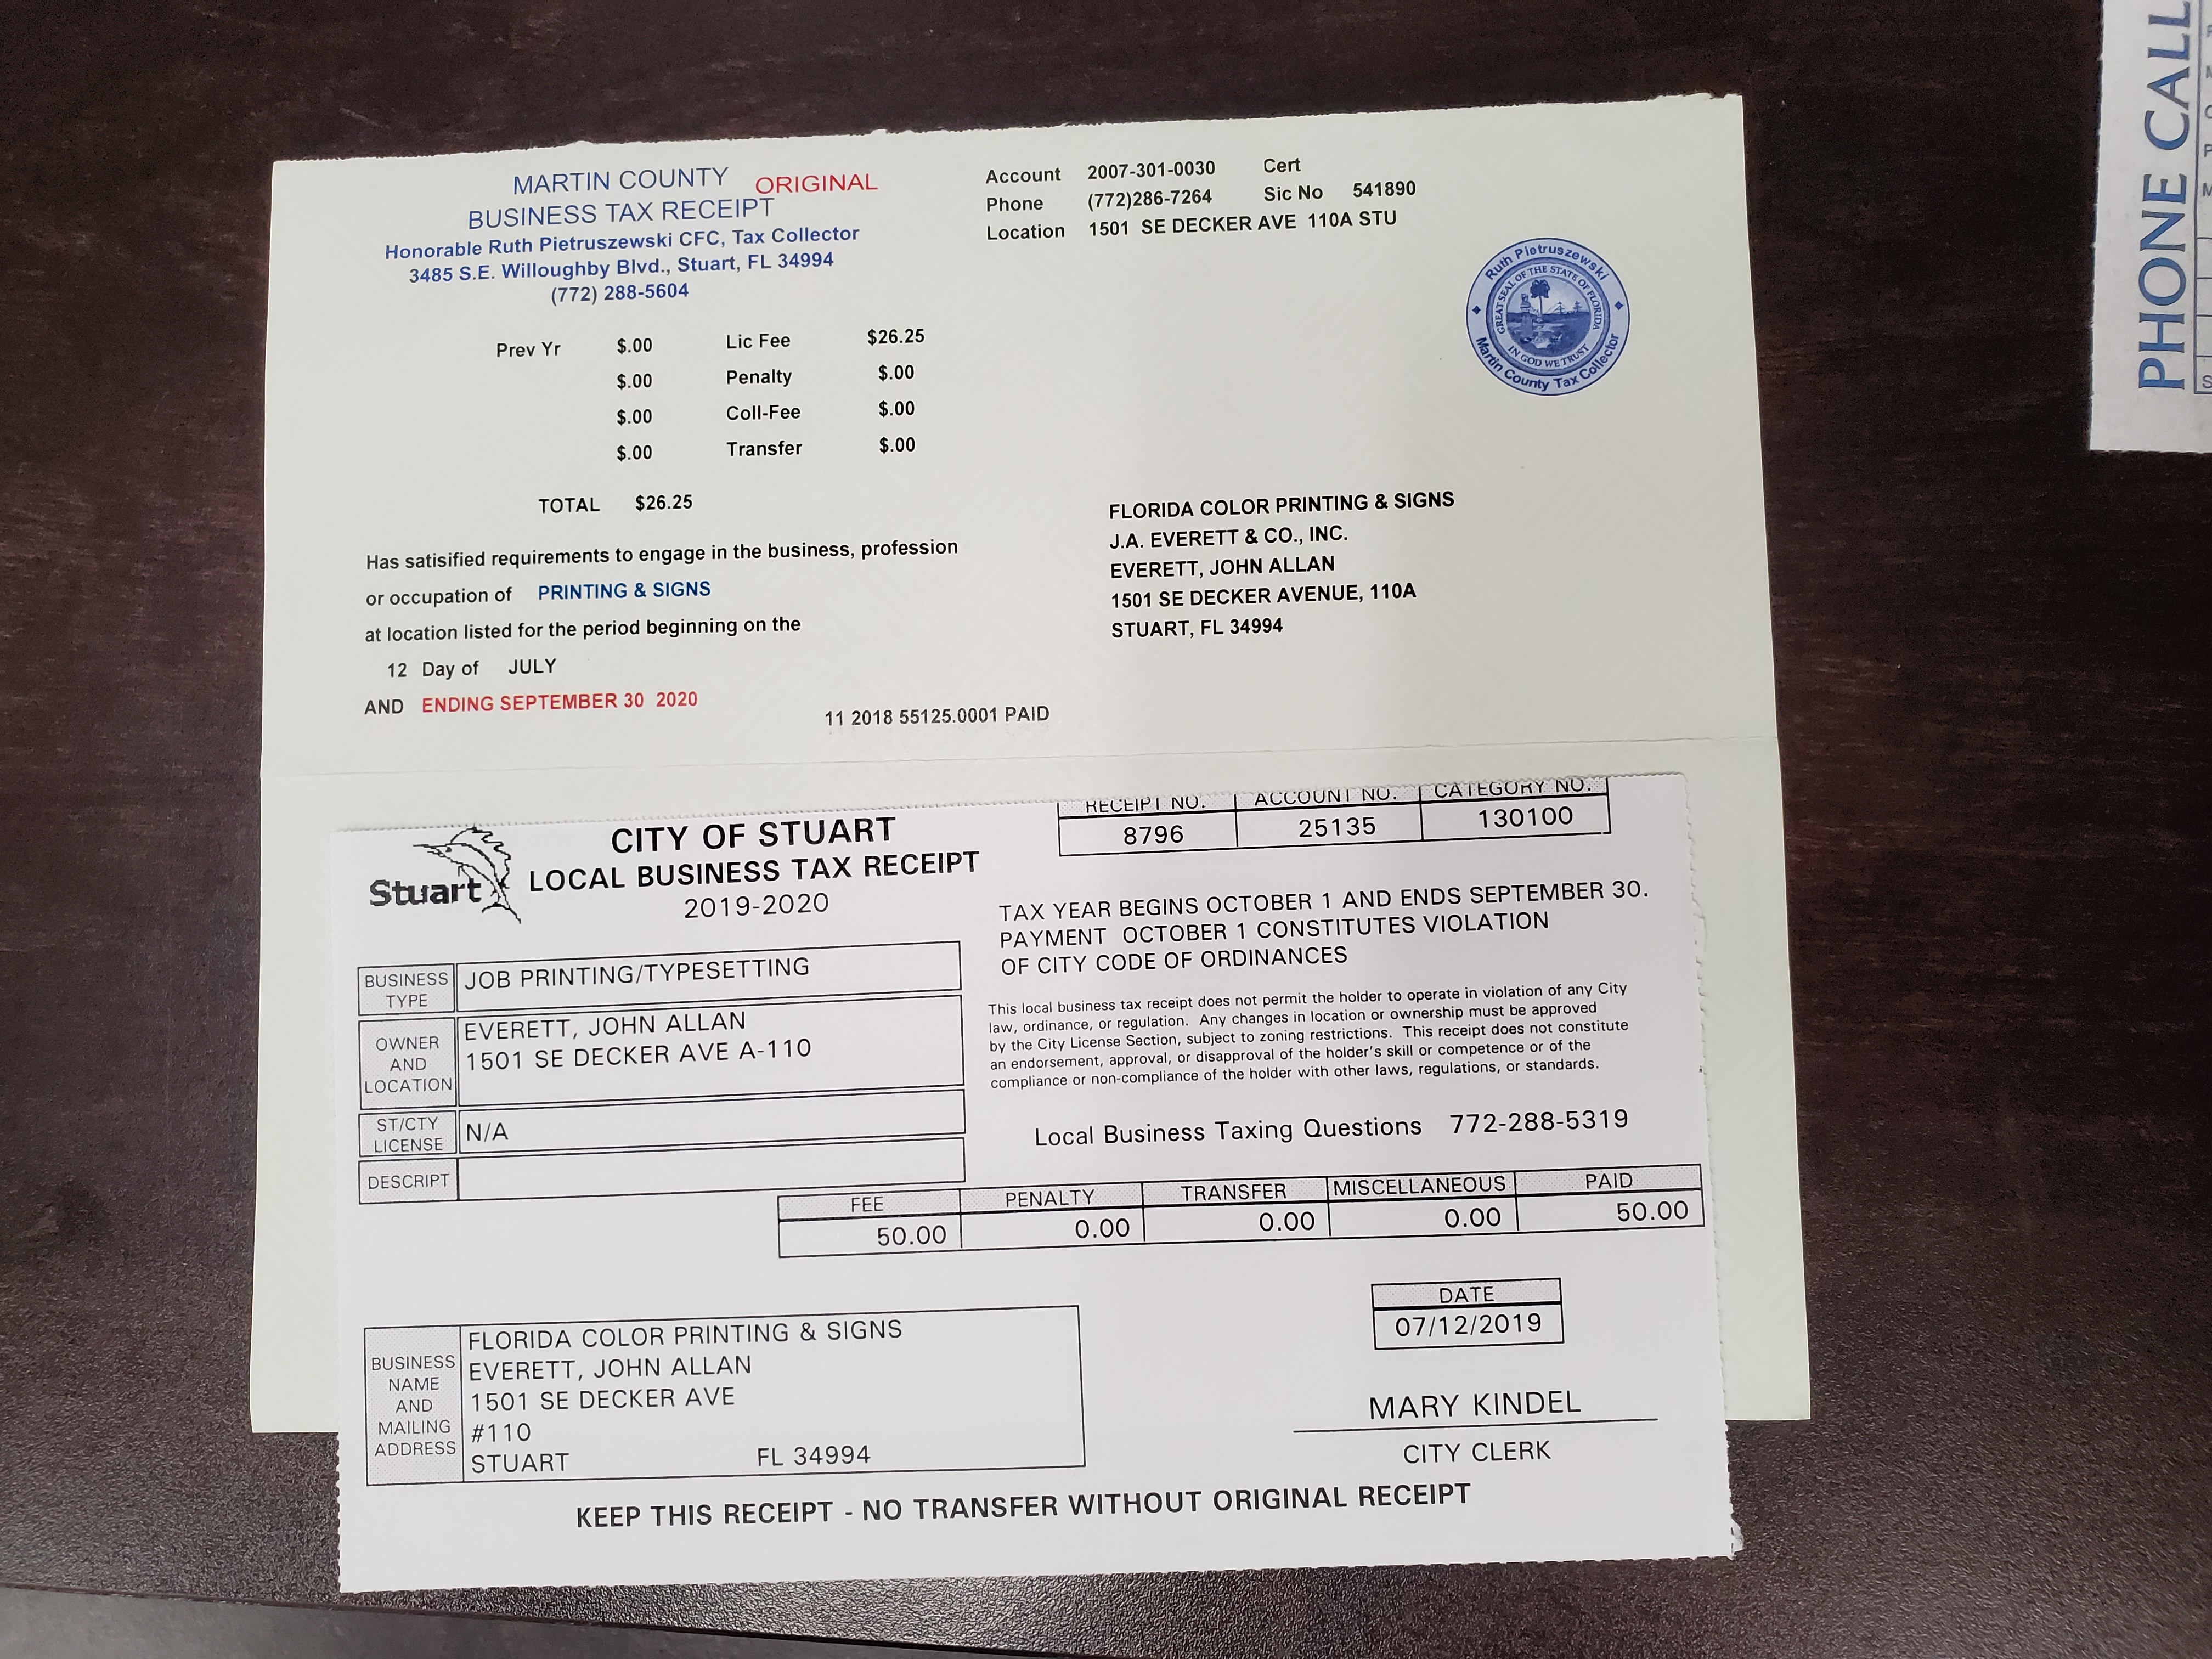 MARTIN COUNTY ORIGINAL
BUSINESS TAX RECEIPT
Honorable Ruth Pietruszewski CFC, Tax Collector
3485 S.E. Willoughby Blvd., Stuart, FL 34994
(772) 288-5604
Account 2007-301-0030 Cert
Phone (772)286-7264 Sic No 541890
Location 1501 SE DECKER AVE 110A STU
Ruth Pietruszewski
GREAT SEAL OF THE STATE OF FLORIDA
IN GOD WE TRUST
Martin County Tax Collector
Prev Yr $.00 Lic Fee $26.25
$.00 Penalty $.00
$.00 Coll-Fee $.00
$.00 Transfer $.00
TOTAL $26.25
Has satisified requirements to engage in the business, profession
or occupation of PRINTING & SIGNS
at location listed for the period beginning on the
12 Day of JULY
AND ENDING SEPTEMBER 30 2020
11 2018 55125.0001 PAID
FLORIDA COLOR PRINTING & SIGNS
J.A. EVERETT & CO., INC.
EVERETT, JOHN ALLAN
1501 SE DECKER AVENUE, 110A
STUART, FL 34994
PHONE CALL
Stuart
CITY OF STUART
LOCAL BUSINESS TAX RECEIPT
2019-2020
RECEIPT NO. ACCOUNT NO. CATEGORY NO.
8796 25135 130100
TAX YEAR BEGINS OCTOBER 1 AND ENDS SEPTEMBER 30.
PAYMENT OCTOBER 1 CONSTITUTES VIOLATION
OF CITY CODE OF ORDINANCES
This local business tax receipt does not permit the holder to operate in violation of any City
law, ordinance, or regulation. Any changes in location or ownership must be approved
by the City License Section, subject to zoning restrictions. This receipt does not constitute
an endorsement, approval, or disapproval of the holder's skill or competence or of the
compliance or non-compliance of the holder with other laws, regulations, or standards.
Local Business Taxing Questions 772-288-5319
BUSINESS TYPE JOB PRINTING/TYPESETTING
OWNER AND LOCATION EVERETT, JOHN ALLAN
1501 SE DECKER AVE A-110
ST/CTY LICENSE N/A
DESCRIPT
FEE PENALTY TRANSFER MISCELLANEOUS PAID
50.00 0.00 0.00 0.00 50.00
DATE
07/12/2019
BUSINESS NAME AND MAILING ADDRESS
FLORIDA COLOR PRINTING & SIGNS
EVERETT, JOHN ALLAN
1501 SE DECKER AVE
#110
STUART FL 34994
MARY KINDEL
CITY CLERK
KEEP THIS RECEIPT - NO TRANSFER WITHOUT ORIGINAL RECEIPT